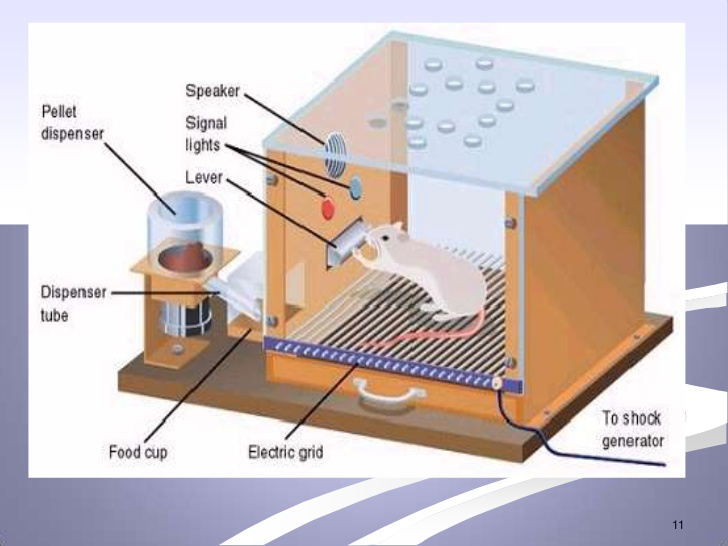 Speaker
Pellet
dispenser
Signal
lights
Lever
Dispenser
tube
To shock
generator
Food cup
Electric grid
11